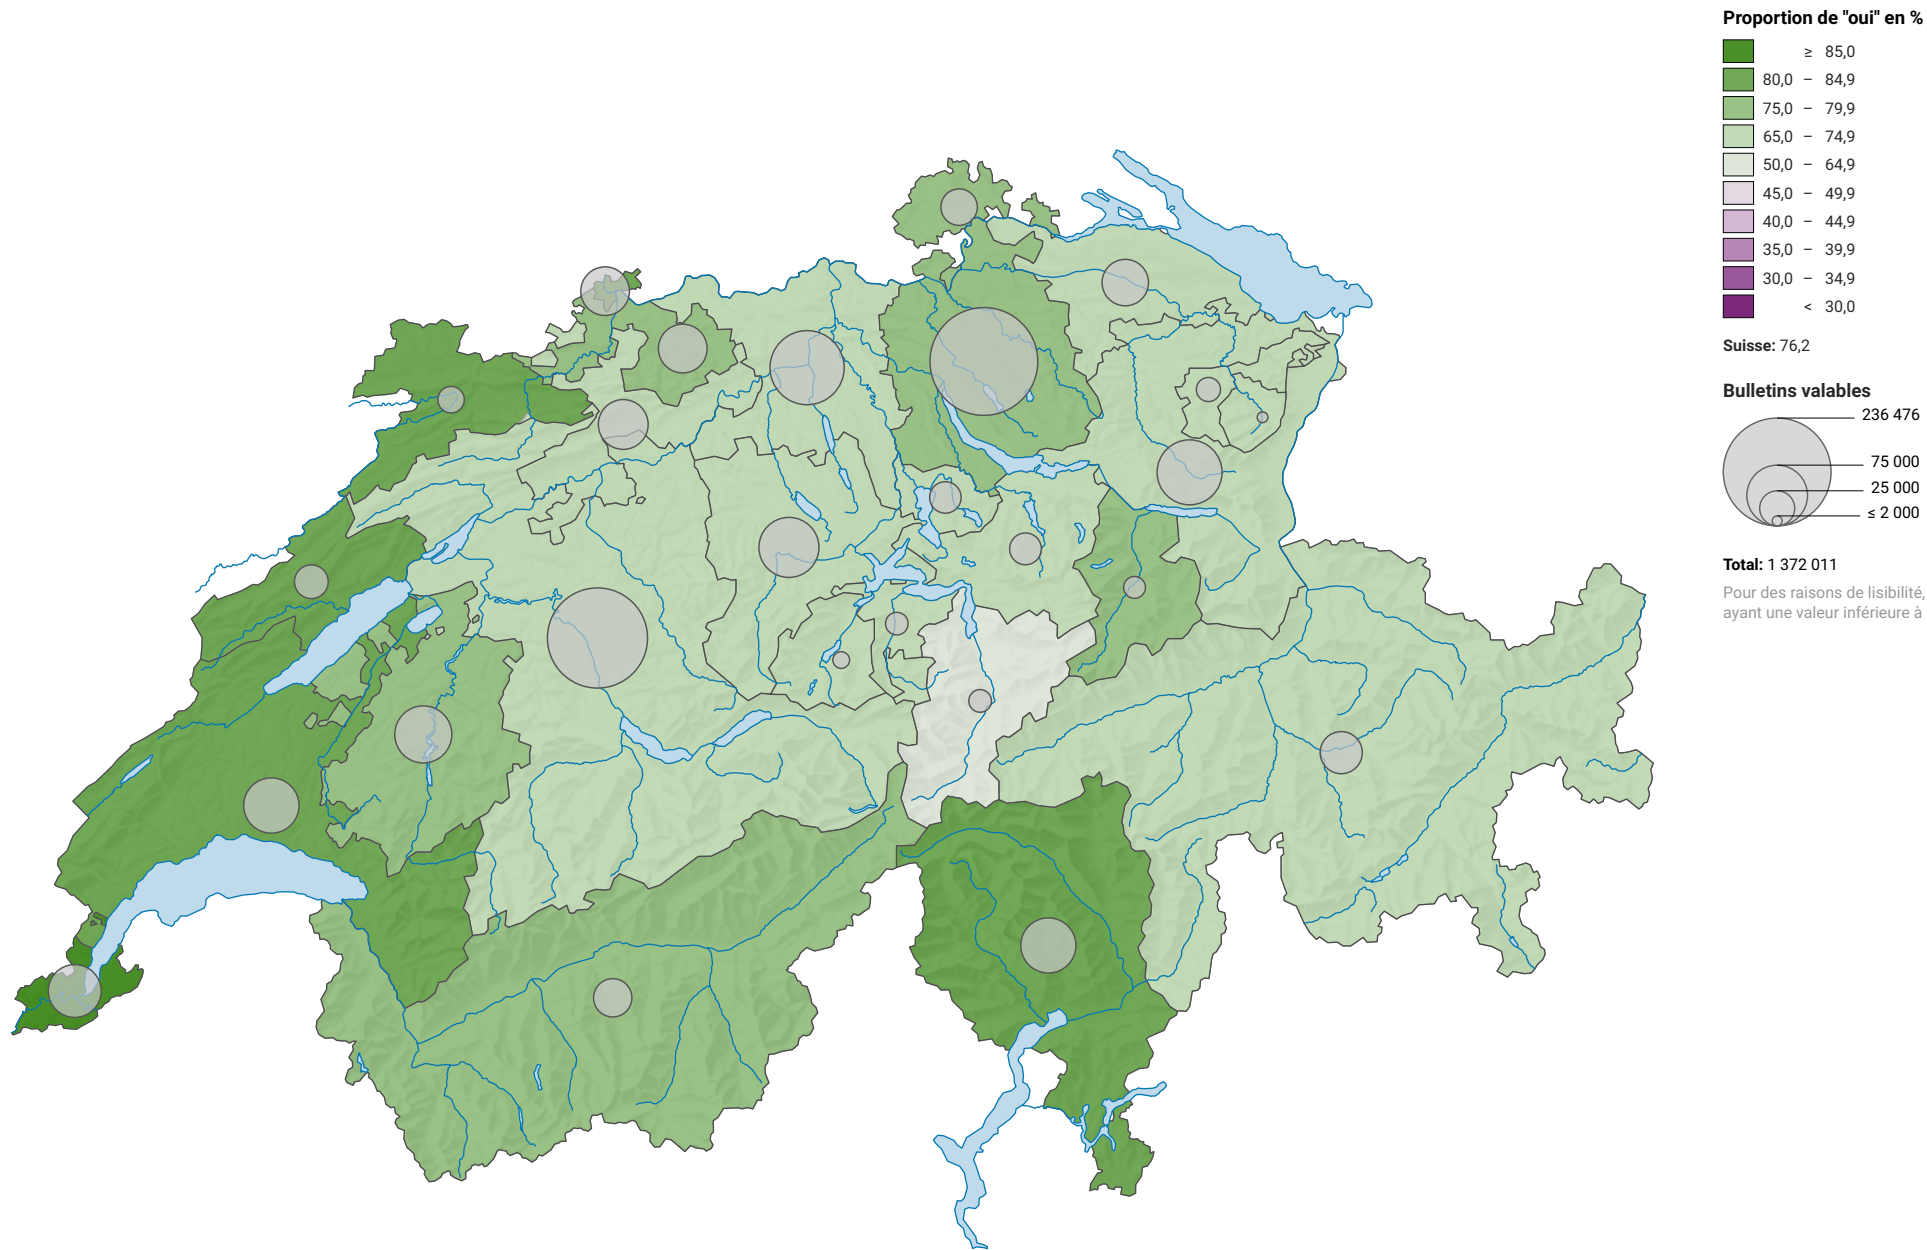 Proportion de "oui" en %
≥ 85,0
80,0 – 84,9
75,0 – 79,9
65,0 – 74,9
50,0 – 64,9
45,0 – 49,9
40,0 – 44,9
35,0 – 39,9
30,0 – 34,9
< 30,0
Suisse: 76,2
Bulletins valables
236 476
75 000
25 000
≤ 2 000
Total: 1 372 011
Pour des raisons de lisibilité,
ayant une valeur inférieure à